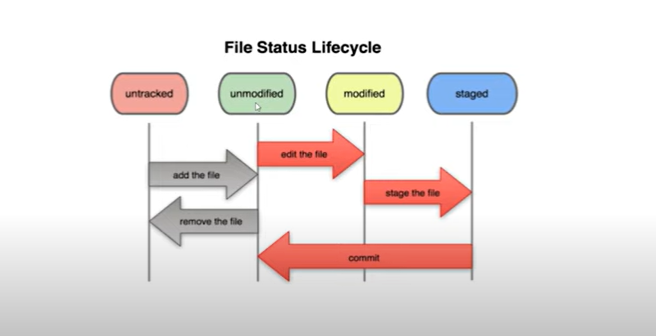 File Status Lifecycle
untracked
unmodified
modified
staged
edit the file
add the file
stage the file
remove the file
commit